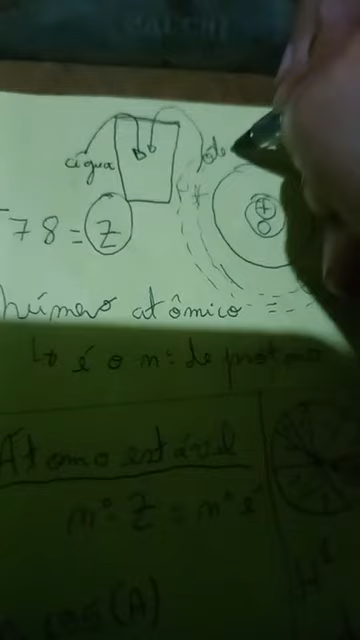 água
78 = Z
+
número atômico =
↳ é o nº de prótons
Átomo estável
nº Z = nº e⁻
(A)